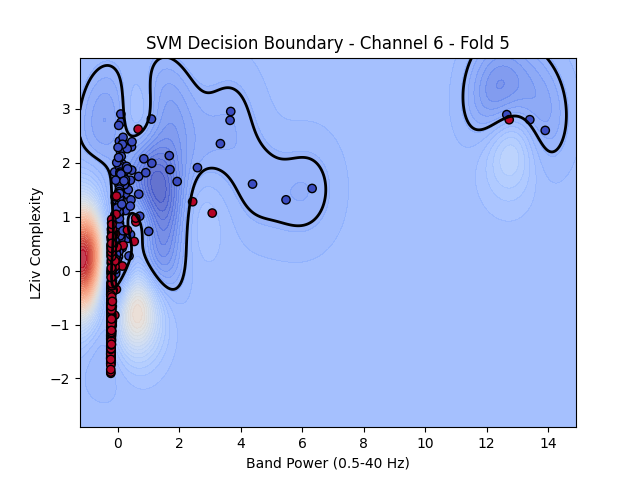 SVM Decision Boundary - Channel 6 - Fold 5
LZiv Complexity
3
2
1
0
−1
−2
0 2 4 6 8 10 12 14
Band Power (0.5-40 Hz)